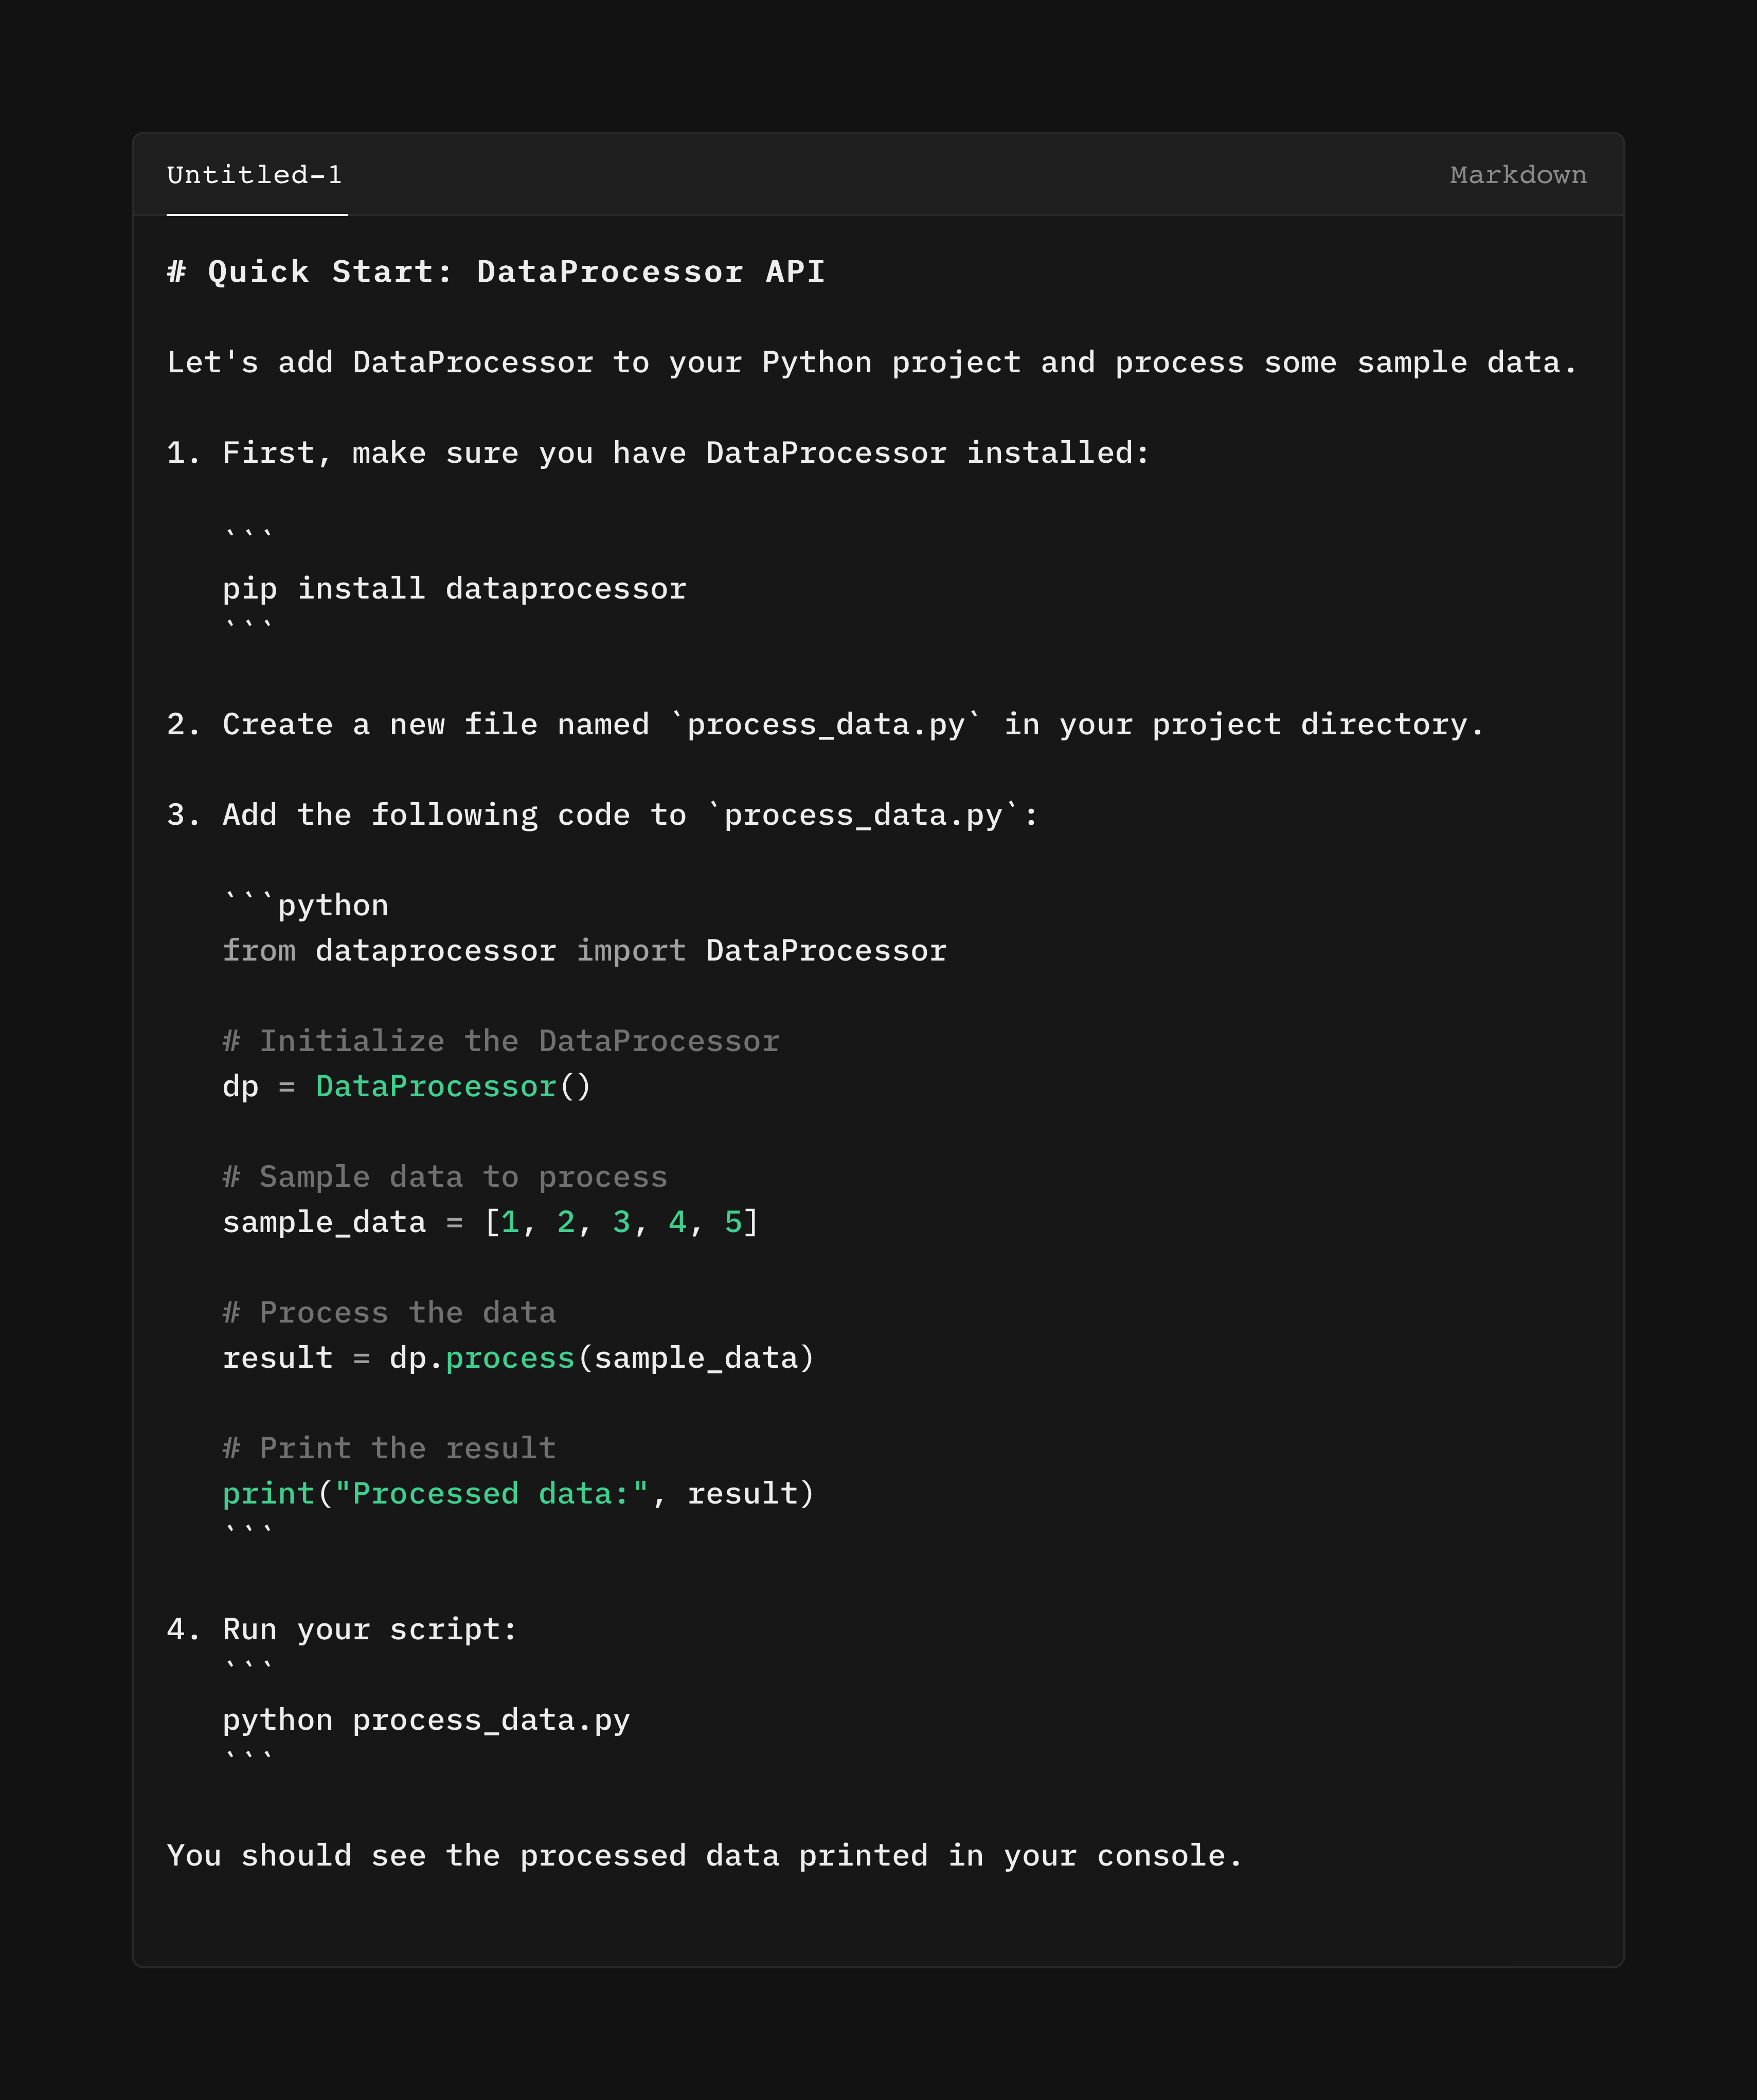 Untitled-1
Markdown
# Quick Start: DataProcessor API
Let's add DataProcessor to your Python project and process some sample data.
1. First, make sure you have DataProcessor installed:
   ```
   pip install dataprocessor
   ```
2. Create a new file named `process_data.py` in your project directory.
3. Add the following code to `process_data.py`:
   ```python
   from dataprocessor import DataProcessor
   # Initialize the DataProcessor
   dp = DataProcessor()
   # Sample data to process
   sample_data = [1, 2, 3, 4, 5]
   # Process the data
   result = dp.process(sample_data)
   # Print the result
   print("Processed data:", result)
   ```
4. Run your script:
   ```
   python process_data.py
   ```
You should see the processed data printed in your console.